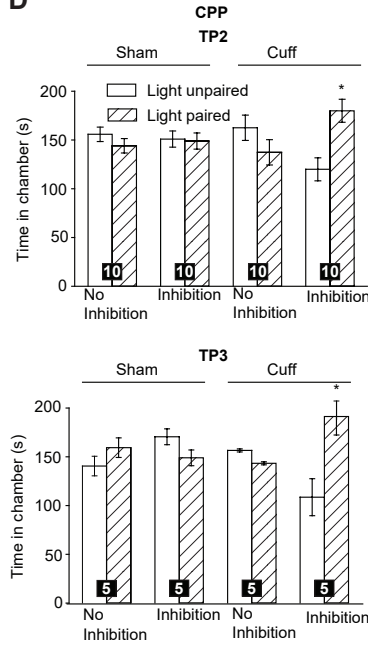 D
CPP
TP2
Sham Cuff
Light unpaired
Light paired
*
Time in chamber (s)
200
150
100
50
0
10 10 10 10
No Inhibition
Inhibition
No Inhibition
Inhibition
TP3
Sham Cuff
*
Time in chamber (s)
200
150
100
50
0
5 5 5 5
No Inhibition
Inhibition
No Inhibition
Inhibition